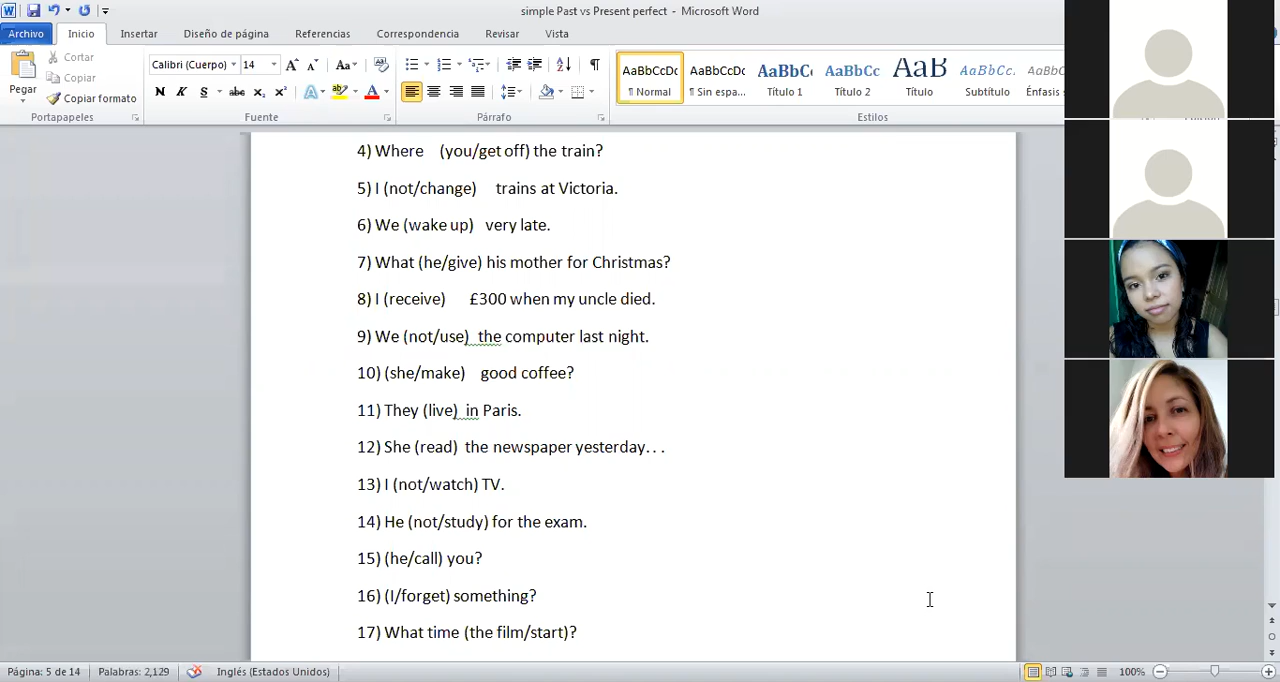 simple Past vs Present perfect - Microsoft Word
Archivo Inicio Insertar Diseño de página Referencias Correspondencia Revisar Vista
Cortar
Copiar
Copiar formato
Pegar
Portapapeles
Calibri (Cuerpo) 14
Aa
N K S abc x₂ x²
Fuente
Párrafo
AaBbCcDc AaBbCcDc AaBbC AaBbCc AaB AaBbCc. AaBbCc
¶ Normal ¶ Sin espa... Título 1 Título 2 Título Subtítulo Énfasis
Estilos
4) Where (you/get off) the train?
5) I (not/change) trains at Victoria.
6) We (wake up) very late.
7) What (he/give) his mother for Christmas?
8) I (receive) £300 when my uncle died.
9) We (not/use) the computer last night.
10) (she/make) good coffee?
11) They (live) in Paris.
12) She (read) the newspaper yesterday. . .
13) I (not/watch) TV.
14) He (not/study) for the exam.
15) (he/call) you?
16) (I/forget) something?
17) What time (the film/start)?
Página: 5 de 14 Palabras: 2,129 Inglés (Estados Unidos) 100%